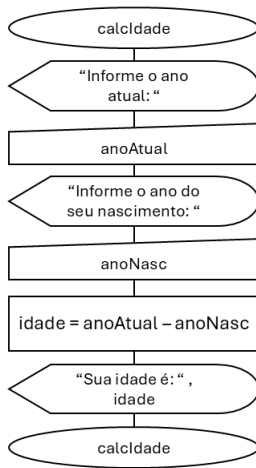 calcIdade
“Informe o ano
atual: “
anoAtual
“Informe o ano do
seu nascimento: “
anoNasc
idade = anoAtual – anoNasc
“Sua idade é: “ ,
idade
calcIdade